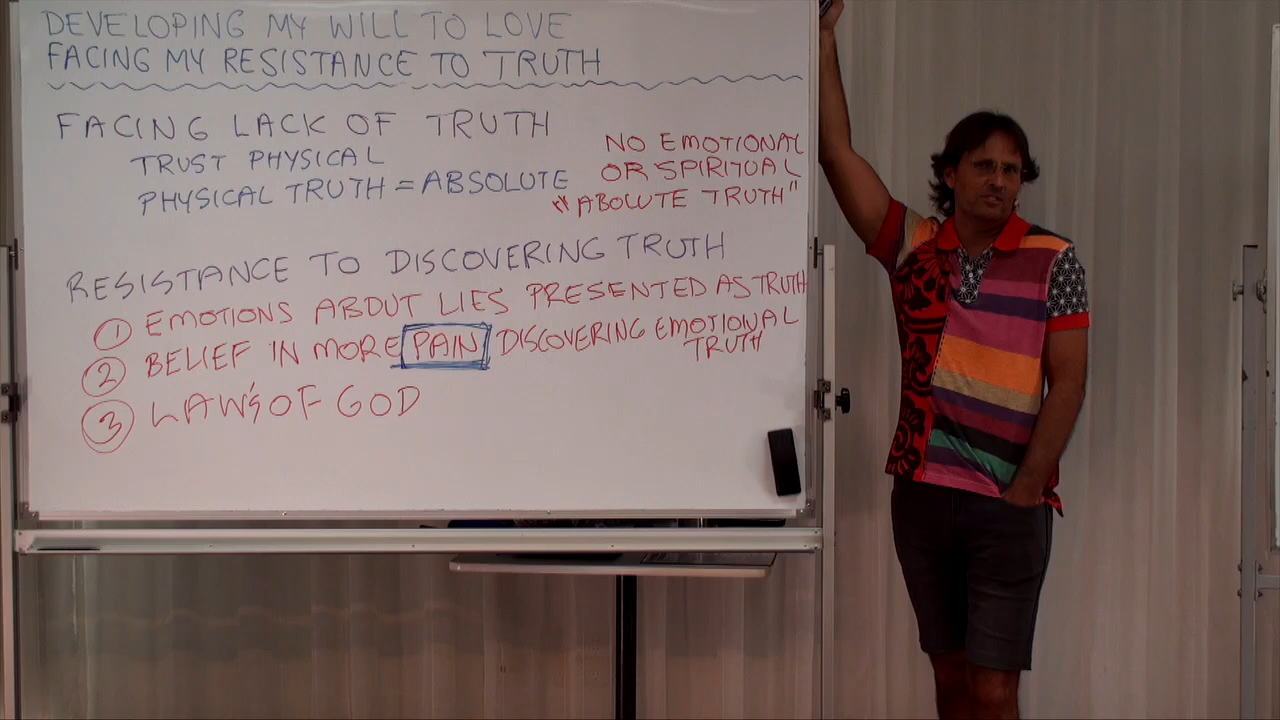 DEVELOPING MY WILL TO LOVE
FACING MY RESISTANCE TO TRUTH
FACING LACK OF TRUTH
TRUST PHYSICAL
PHYSICAL TRUTH = ABSOLUTE
NO EMOTIONAL
OR SPIRITUAL
"ABOLUTE TRUTH"
RESISTANCE TO DISCOVERING TRUTH
① EMOTIONS ABOUT LIES PRESENTED AS TRUTH
② BELIEF IN MORE PAIN DISCOVERING EMOTIONAL
TRUTH
③ LAW'S OF GOD